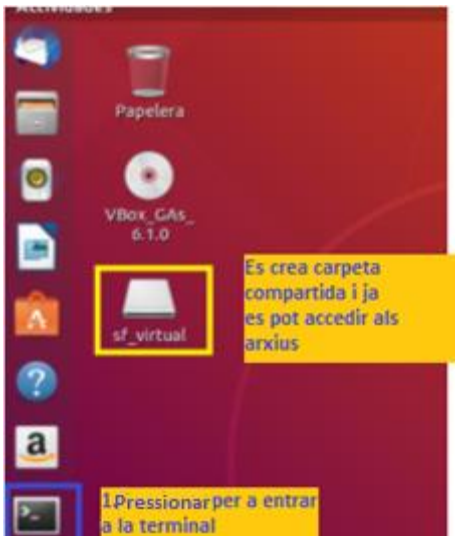 Actividades
Papelera
VBox_GAs_
6.1.0
sf_virtual
Es crea carpeta
compartida i ja
es pot accedir als
arxius
1.Pressionar per a entrar
a la terminal